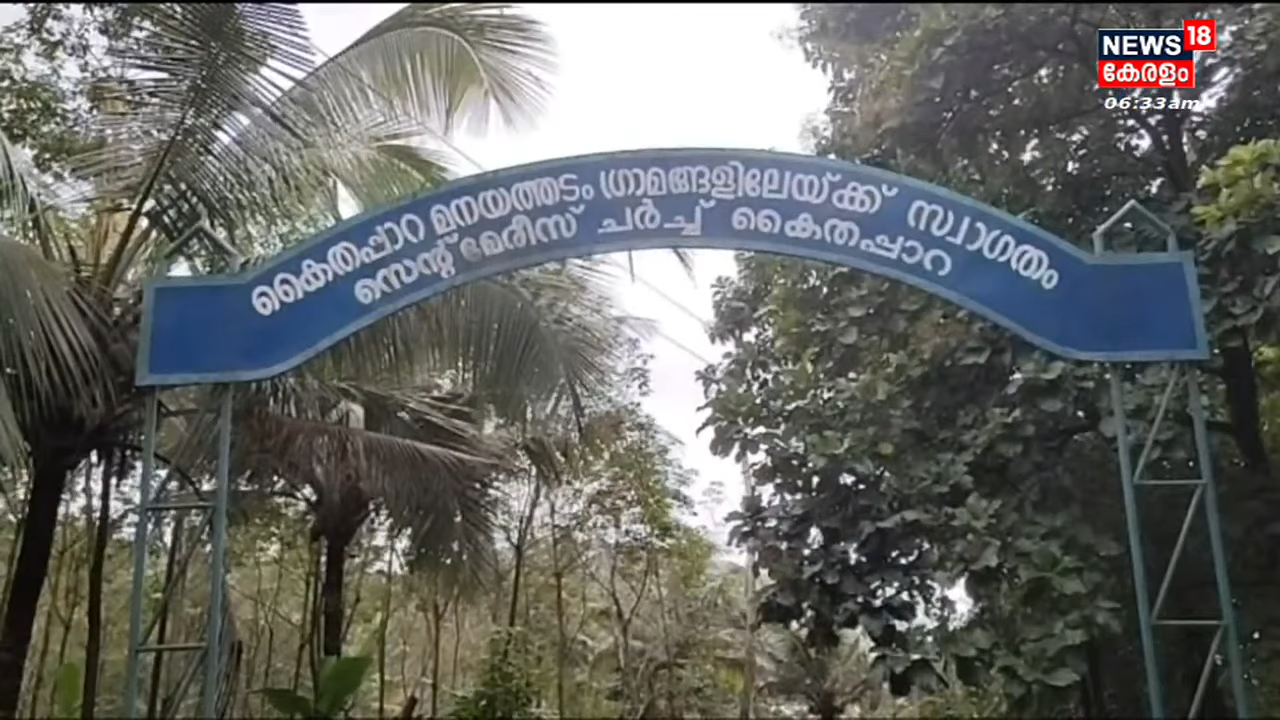 NEWS 18
കേരളം
06:33am
കൈതപ്പാറ മനയത്തടം ഗ്രാമങ്ങളിലേയ്ക്ക് സ്വാഗതം
സെന്റ് മേരീസ് ചർച്ച് കൈതപ്പാറ